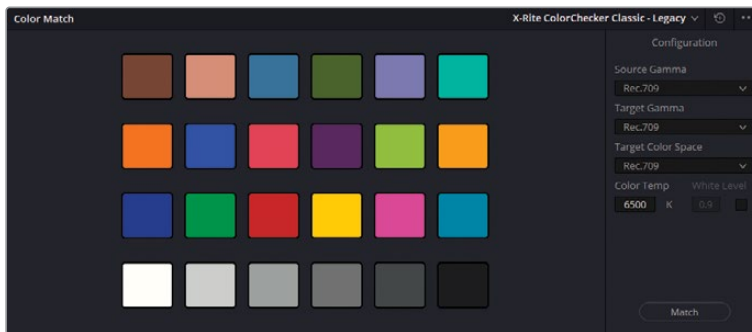 Color Match
X-Rite ColorChecker Classic - Legacy
Configuration
Source Gamma
Rec.709
Target Gamma
Rec.709
Target Color Space
Rec.709
Color Temp White Level
6500 K 0.9
Match